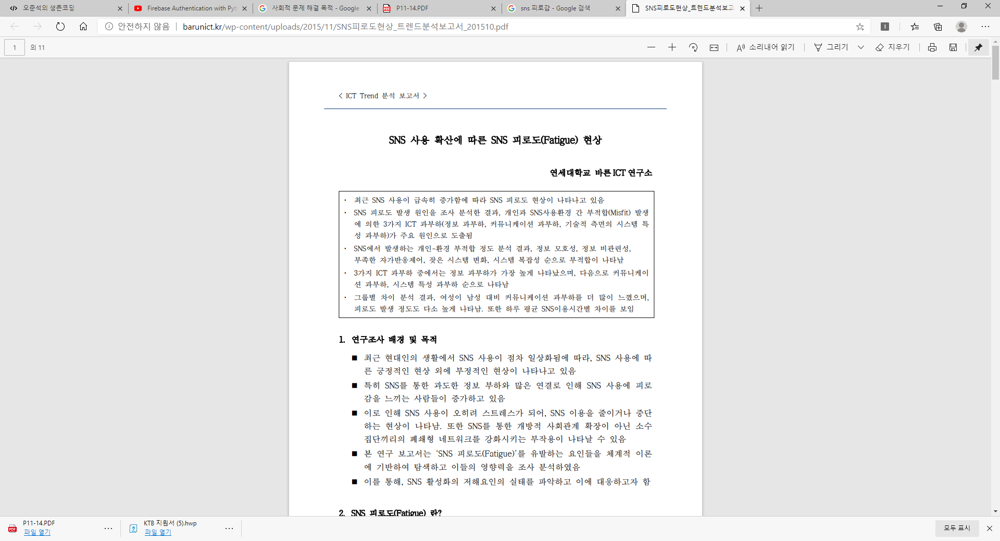 오준석의 생존코딩
Firebase Authentication with Pyt
사회적 문제 해결 목적 - Google
P11-14.PDF
sns 피로감 - Google 검색
SNS피로도현상_트렌드분석보고
안전하지 않음
barunict.kr/wp-content/uploads/2015/11/SNS피로도현상_트렌드분석보고서_201510.pdf
1 의 11
소리내어 읽기
그리기
지우기
< ICT Trend 분석 보고서 >
SNS 사용 확산에 따른 SNS 피로도(Fatigue) 현상
연세대학교 바른ICT연구소
· 최근 SNS 사용이 급속히 증가함에 따라 SNS 피로도 현상이 나타나고 있음
· SNS 피로도 발생 원인을 조사 분석한 결과, 개인과 SNS사용환경 간 부적합(Misfit) 발생
에 의한 3가지 ICT 과부하(정보 과부하, 커뮤니케이션 과부하, 기술적 측면의 시스템 특
성 과부하)가 주요 원인으로 도출됨
· SNS에서 발생하는 개인-환경 부적합 정도 분석 결과, 정보 모호성, 정보 비관련성,
부족한 자가반응제어, 잦은 시스템 변화, 시스템 복잡성 순으로 부적합이 나타남
· 3가지 ICT 과부하 중에서는 정보 과부하가 가장 높게 나타났으며, 다음으로 커뮤니케이
션 과부하, 시스템 특성 과부하 순으로 나타남
· 그룹별 차이 분석 결과, 여성이 남성 대비 커뮤니케이션 과부하를 더 많이 느꼈으며,
피로도 발생 정도도 다소 높게 나타남. 또한 하루 평균 SNS이용시간별 차이를 보임
1. 연구조사 배경 및 목적
■ 최근 현대인의 생활에서 SNS 사용이 점차 일상화됨에 따라, SNS 사용에 따
른 긍정적인 현상 외에 부정적인 현상이 나타나고 있음
■ 특히 SNS를 통한 과도한 정보 부하와 많은 연결로 인해 SNS 사용에 피로
감을 느끼는 사람들이 증가하고 있음
■ 이로 인해 SNS 사용이 오히려 스트레스가 되어, SNS 이용을 줄이거나 중단
하는 현상이 나타남. 또한 SNS를 통한 개방적 사회관계 확장이 아닌 소수
집단끼리의 폐쇄형 네트워크를 강화시키는 부작용이 나타날 수 있음
■ 본 연구 보고서는 ‘SNS 피로도(Fatigue)’를 유발하는 요인들을 체계적 이론
에 기반하여 탐색하고 이들의 영향력을 조사 분석하였음
■ 이를 통해, SNS 활성화의 저해요인의 실태를 파악하고 이에 대응하고자 함
2. SNS 피로도(Fatigue) 란?
P11-14.PDF
파일 열기
KTB 지원서 (5).hwp
파일 열기
모두 표시